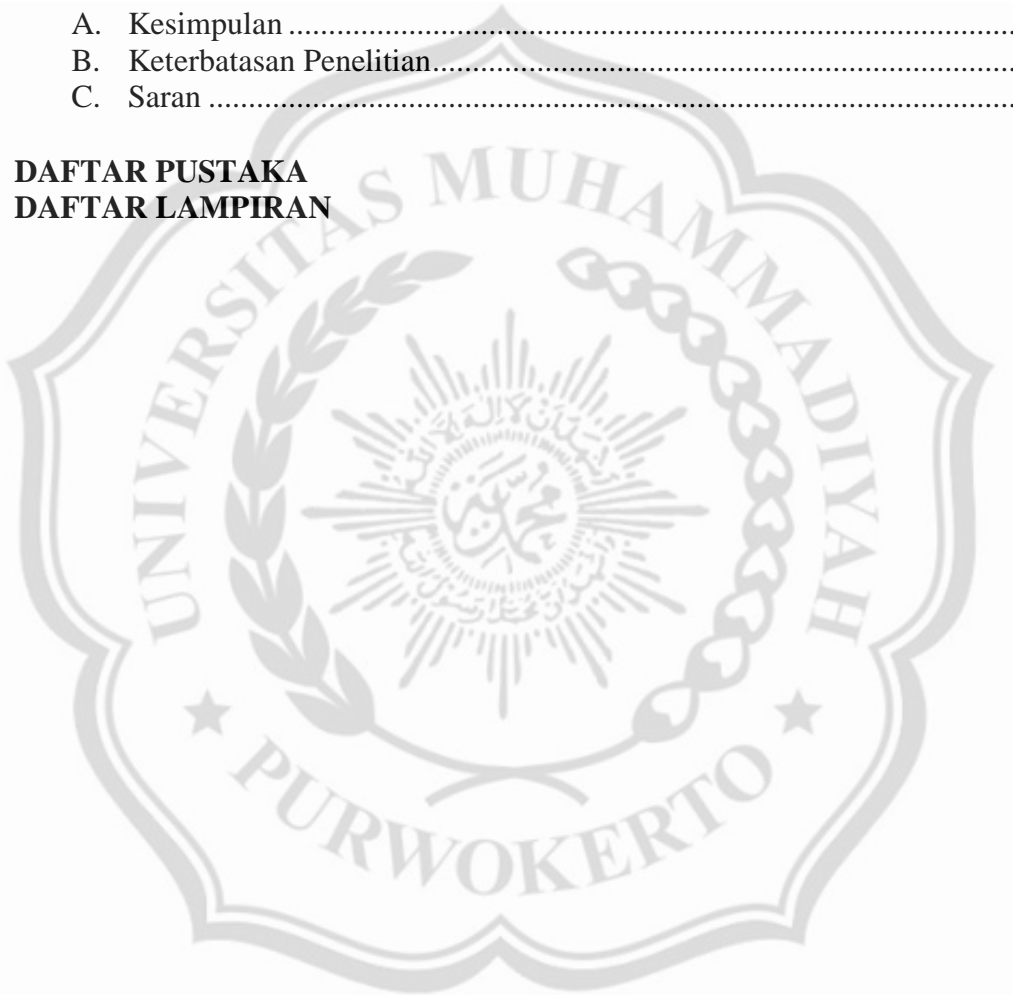 A. Kesimpulan ........................................................................................................
B. Keterbatasan Penelitian....................................................................................
C. Saran ..................................................................................................................
DAFTAR PUSTAKA
DAFTAR LAMPIRAN
UNIVERSITAS MUHAMMADIYAH
PURWOKERTO